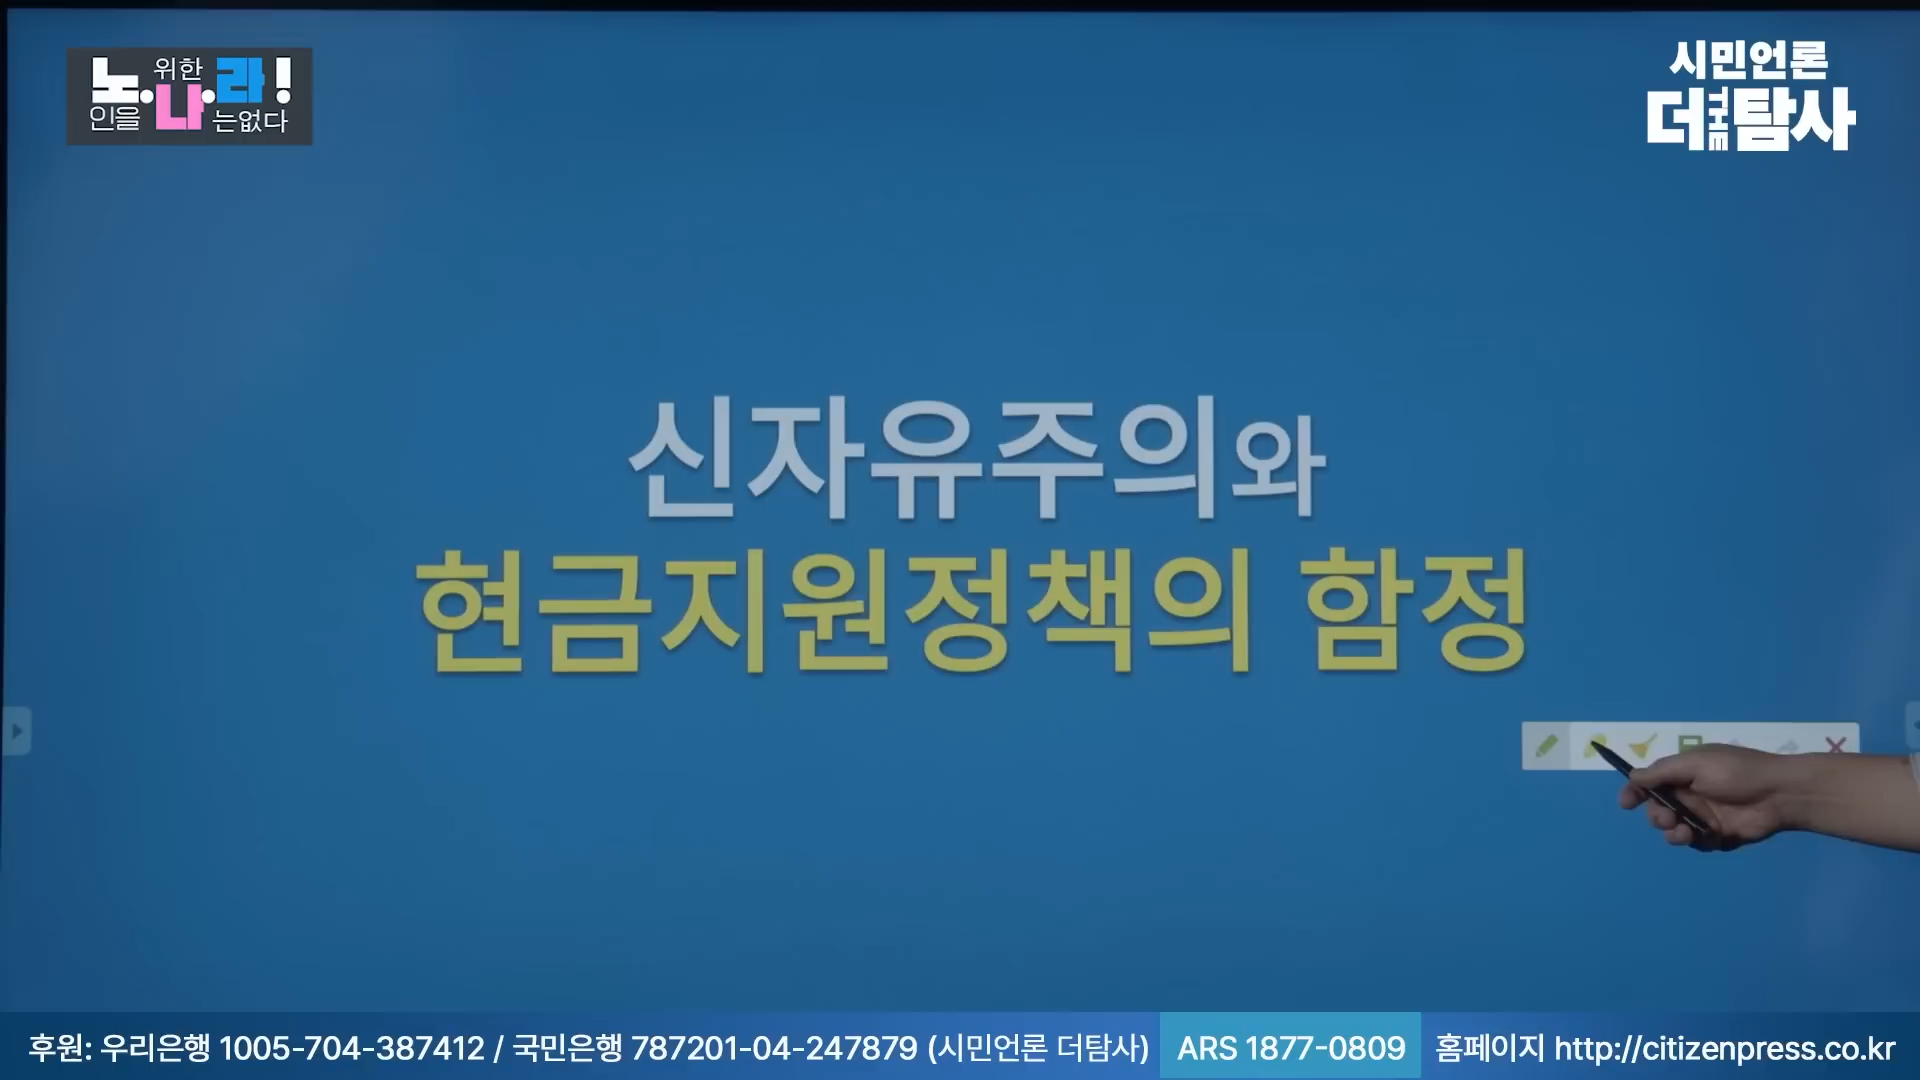 노.위한나.라!
인을 는없다
시민언론
더탐사
신자유주의와
현금지원정책의 함정
후원: 우리은행 1005-704-387412 / 국민은행 787201-04-247879 (시민언론 더탐사) ARS 1877-0809 홈페이지 http://citizenpress.co.kr